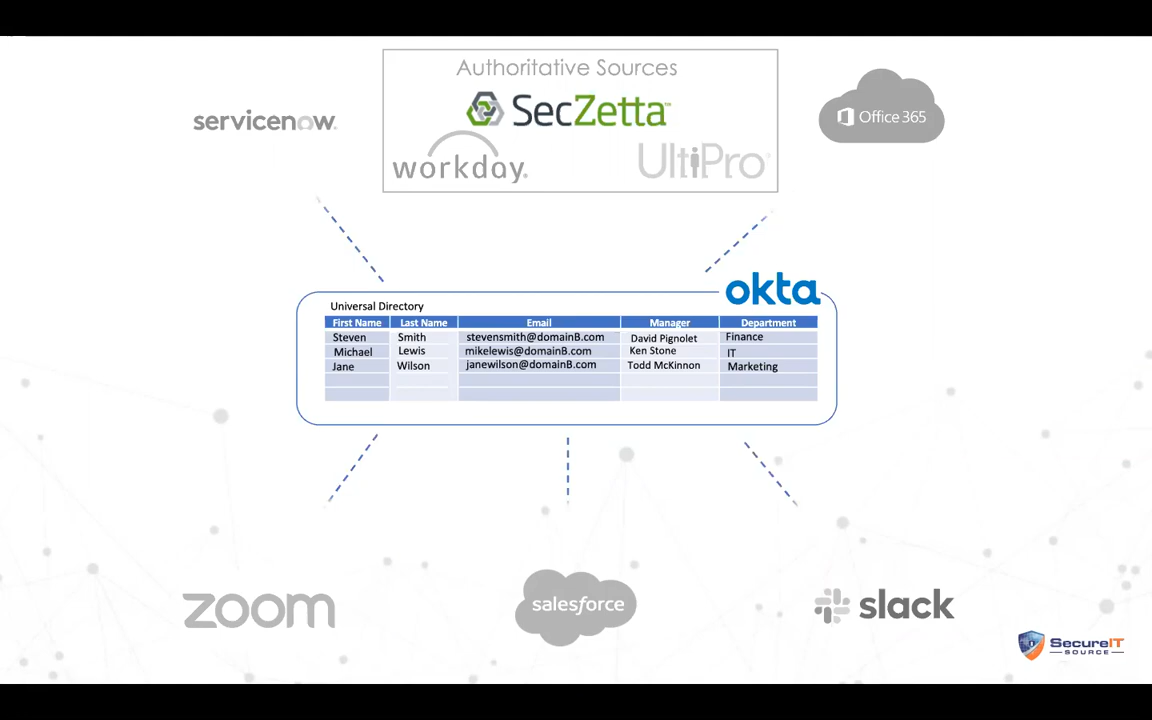 Authoritative Sources
SecZetta™
servicenow.
Office 365
workday.
UltiPro
okta
Universal Directory
First Name Last Name Email Manager Department
Steven Smith stevensmith@domainB.com David Pignolet Finance
Michael Lewis mikelewis@domainB.com Ken Stone IT
Jane Wilson janewilson@domainB.com Todd McKinnon Marketing
zoom
salesforce
slack
SecureIT
SOURCE